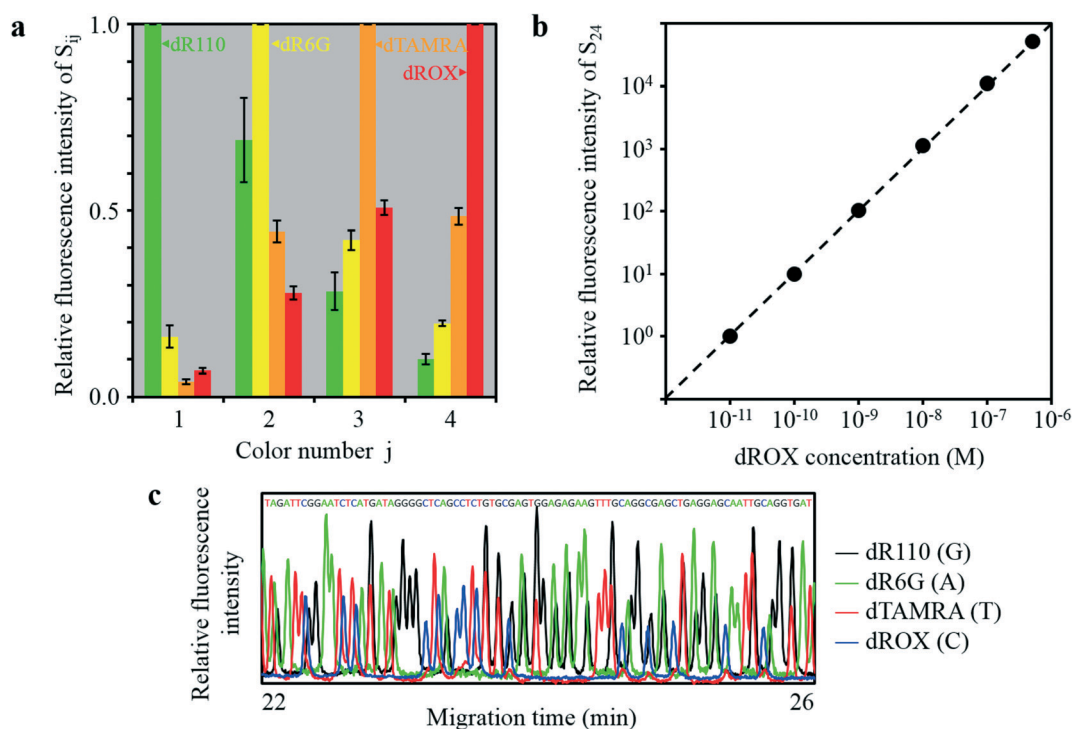 a
Relative fluorescence intensity of S_ij
1.0
0.5
0.0
dR110
dR6G
dTAMRA
dROX
1 2 3 4
Color number j
b
Relative fluorescence intensity of S_24
10^4
10^3
10^2
10^1
10^0
10^-11 10^-10 10^-9 10^-8 10^-7 10^-6
dROX concentration (M)
c
Relative fluorescence
intensity
TAGATTCGGAATCTCATGATAGGGGCTCAGCCTCTGTGCGAGTGGAGAGAAGTTTGCAGGCGAGCTGAGGAGCAATTGCAGGTGAT
22 26
Migration time (min)
dR110 (G)
dR6G (A)
dTAMRA (T)
dROX (C)